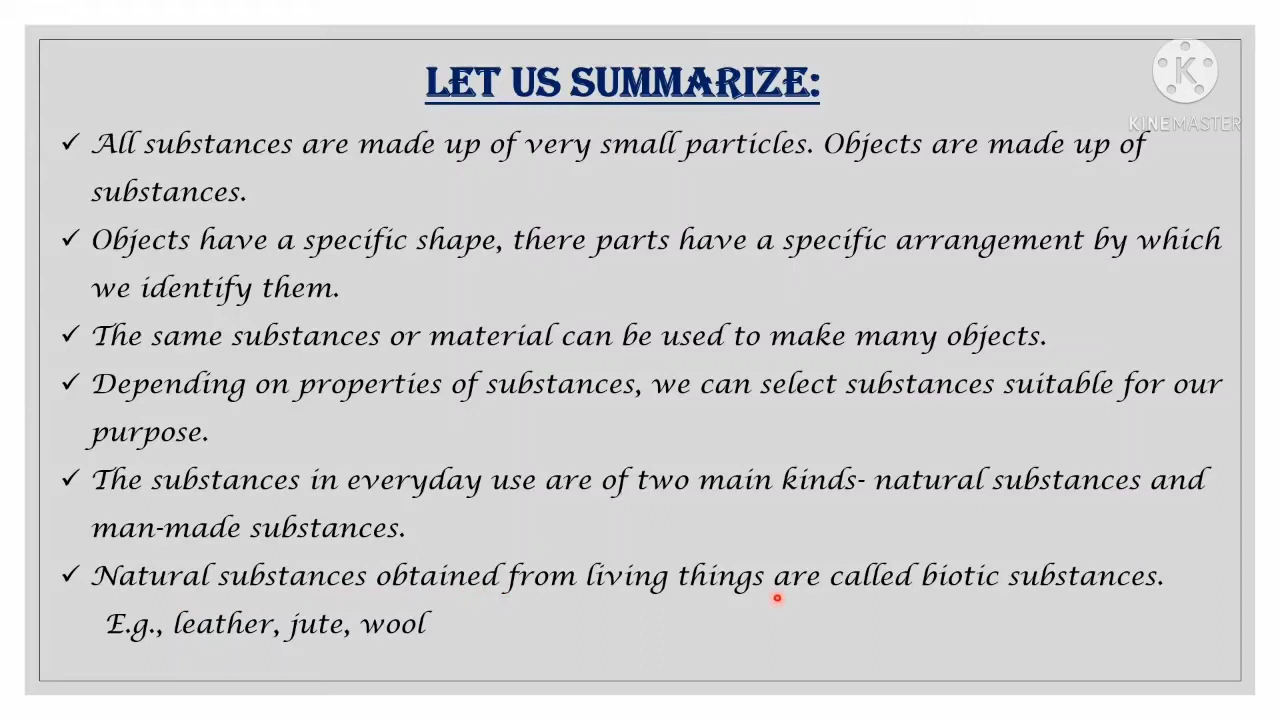 LET US SUMMARIZE:
K
KINEMASTER
✓ All substances are made up of very small particles. Objects are made up of
substances.
✓ Objects have a specific shape, there parts have a specific arrangement by which
we identify them.
✓ The same substances or material can be used to make many objects.
✓ Depending on properties of substances, we can select substances suitable for our
purpose.
✓ The substances in everyday use are of two main kinds- natural substances and
man-made substances.
✓ Natural substances obtained from living things are called biotic substances.
E.g., leather, jute, wool